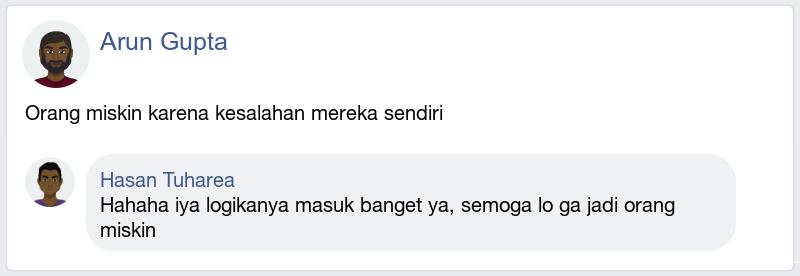 Arun Gupta
Orang miskin karena kesalahan mereka sendiri
Hasan Tuharea
Hahaha iya logikanya masuk banget ya, semoga lo ga jadi orang
miskin